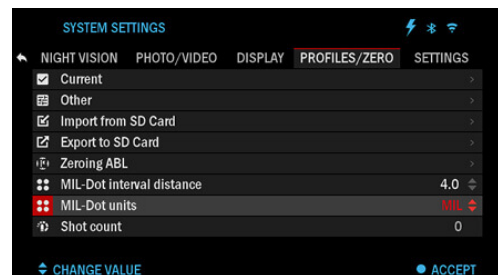 SYSTEM SETTINGS
NIGHT VISION PHOTO/VIDEO DISPLAY PROFILES/ZERO SETTINGS
Current
Other
Import from SD Card
Export to SD Card
Zeroing ABL
MIL-Dot interval distance 4.0
MIL-Dot units MIL
Shot count 0
CHANGE VALUE ACCEPT